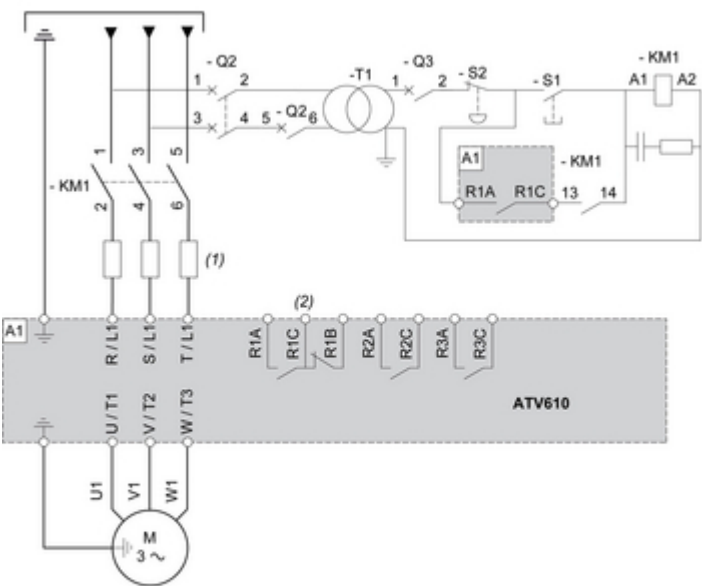 - Q2
1
2
- T1
- Q3
1
2
- S2
- S1
- KM1
A1
A2
3
4
5
- Q2
6
1
3
5
- KM1
2
4
6
A1
- KM1
R1A
R1C
13
14
(1)
(2)
A1
R / L1
S / L1
T / L1
R1A
R1C
R1B
R2A
R2C
R3A
R3C
ATV610
U / T1
V / T2
W / T3
U1
V1
W1
M
3 ~